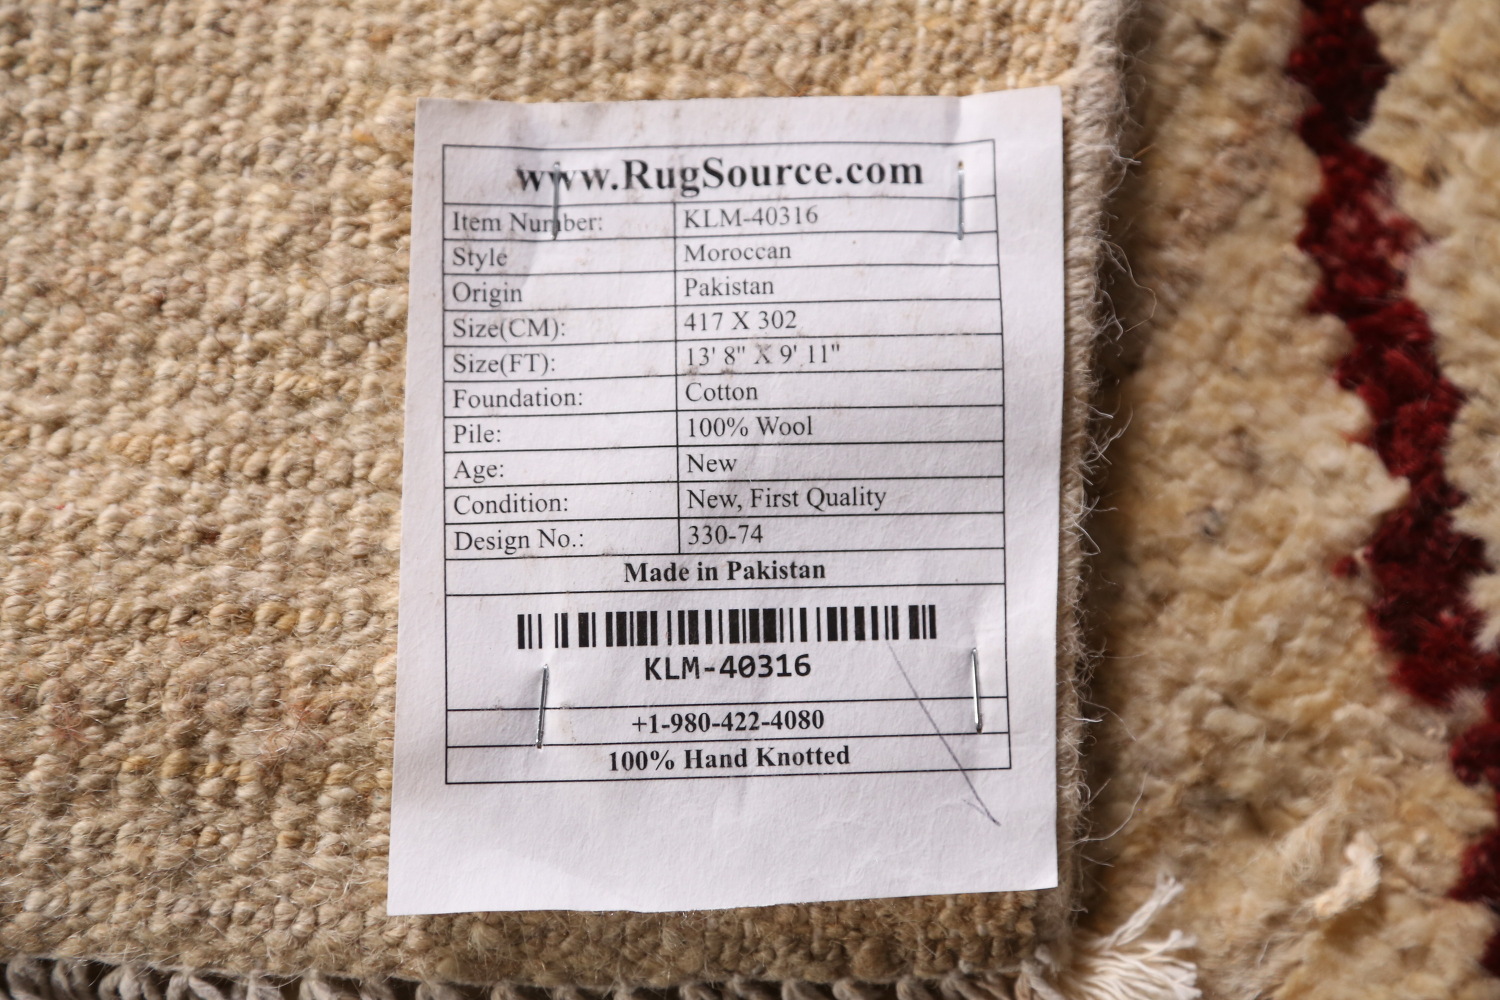 www.RugSource.com
Item Number: KLM-40316
Style Moroccan
Origin Pakistan
Size(CM): 417 X 302
Size(FT): 13' 8" X 9' 11"
Foundation: Cotton
Pile: 100% Wool
Age: New
Condition: New, First Quality
Design No.: 330-74
Made in Pakistan
KLM-40316
+1-980-422-4080
100% Hand Knotted